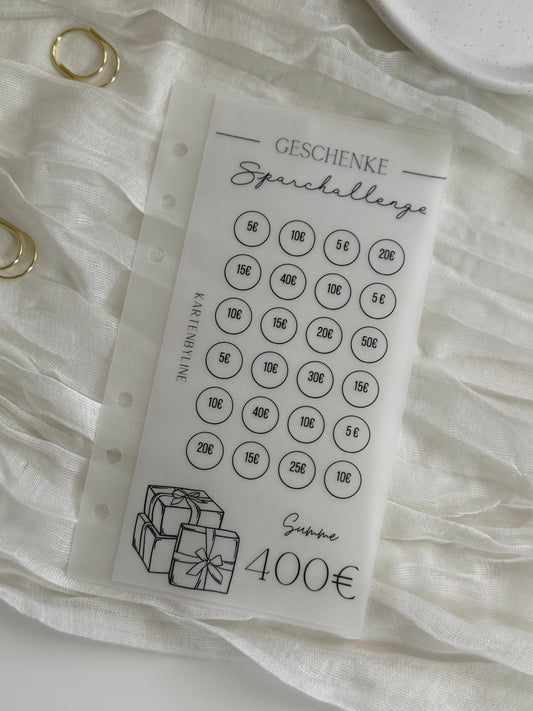 GESCHENKE
Sparchallenge
5€ 10€ 5€ 20€
15€ 40€ 10€ 5€
10€ 15€ 20€ 50€
5€ 10€ 30€ 15€
10€ 40€ 10€ 5€
20€ 15€ 25€ 10€
KARTENBYLINE
Summe
400€